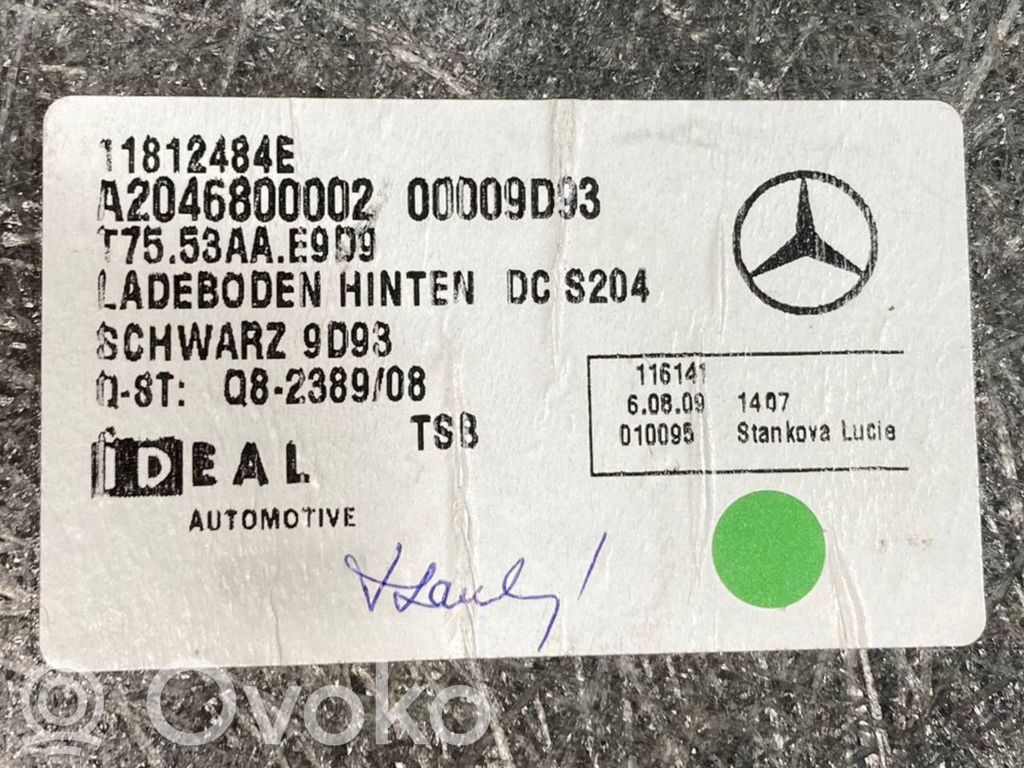 11812484E
A2046800002 00009D93
T75.53AA.E9D9
LADEBODEN HINTEN DC S204
SCHWARZ 9D93
Q-ST: Q8-2389/08
TSB
IDEAL
AUTOMOTIVE
116141
6.08.09 1407
010095 Stankova Lucie
Ovoko